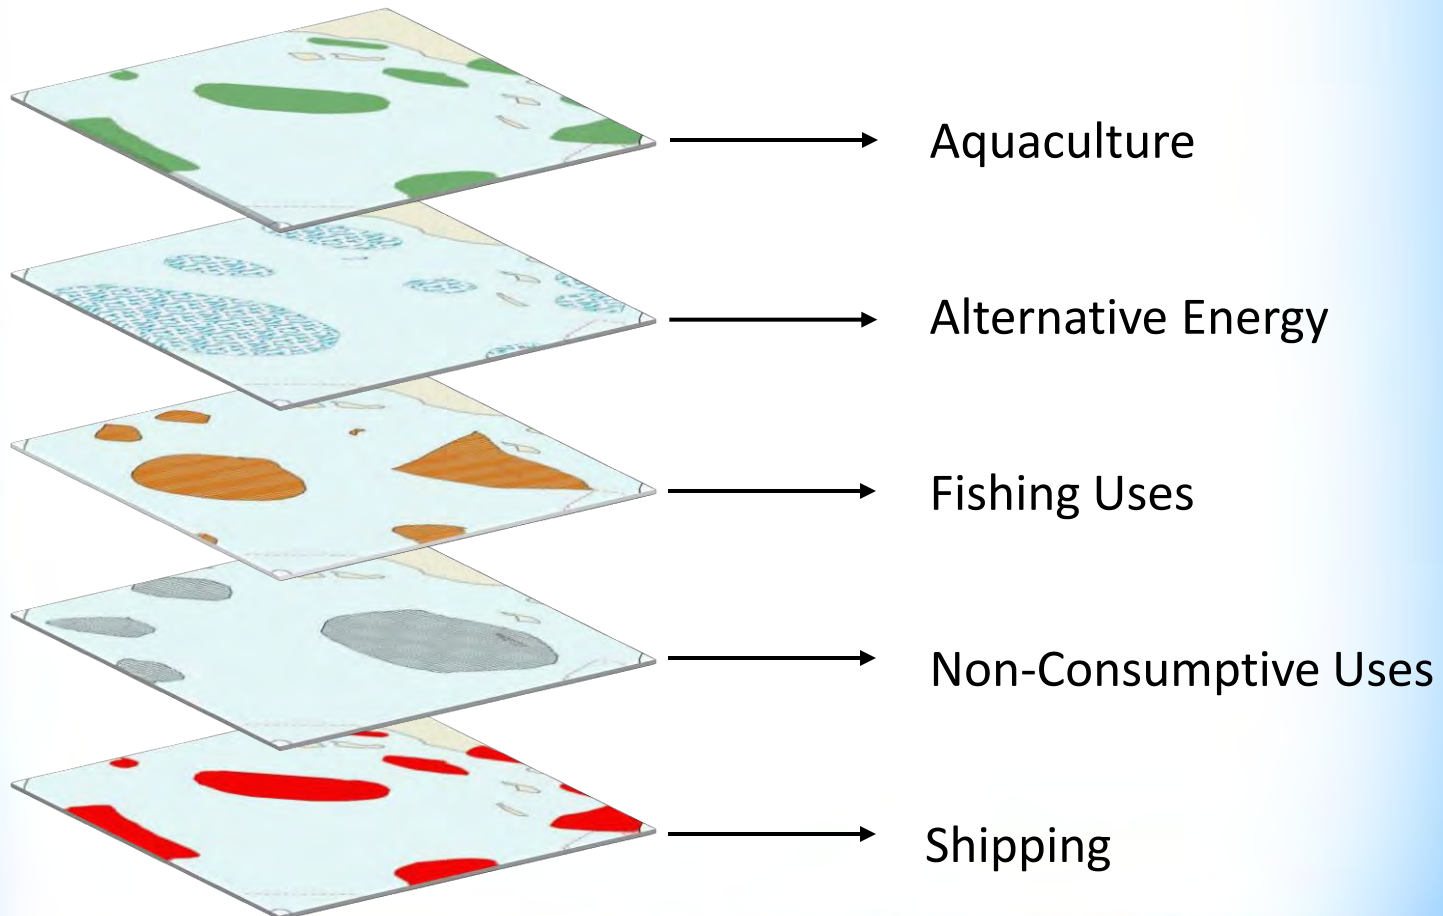 Aquaculture
Alternative Energy
Fishing Uses
Non-Consumptive Uses
Shipping